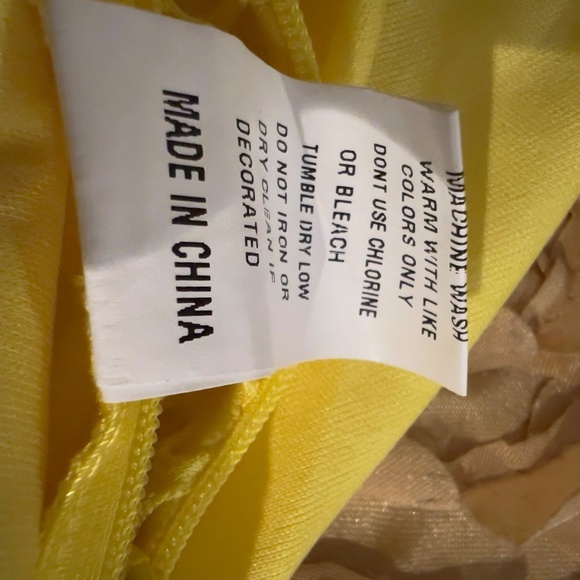 MACHINE WASH
WARM WITH LIKE
COLORS ONLY
DONT USE CHLORINE
OR BLEACH
TUMBLE DRY LOW
DO NOT IRON OR
DRY CLEAN IF
DECORATED
MADE IN CHINA